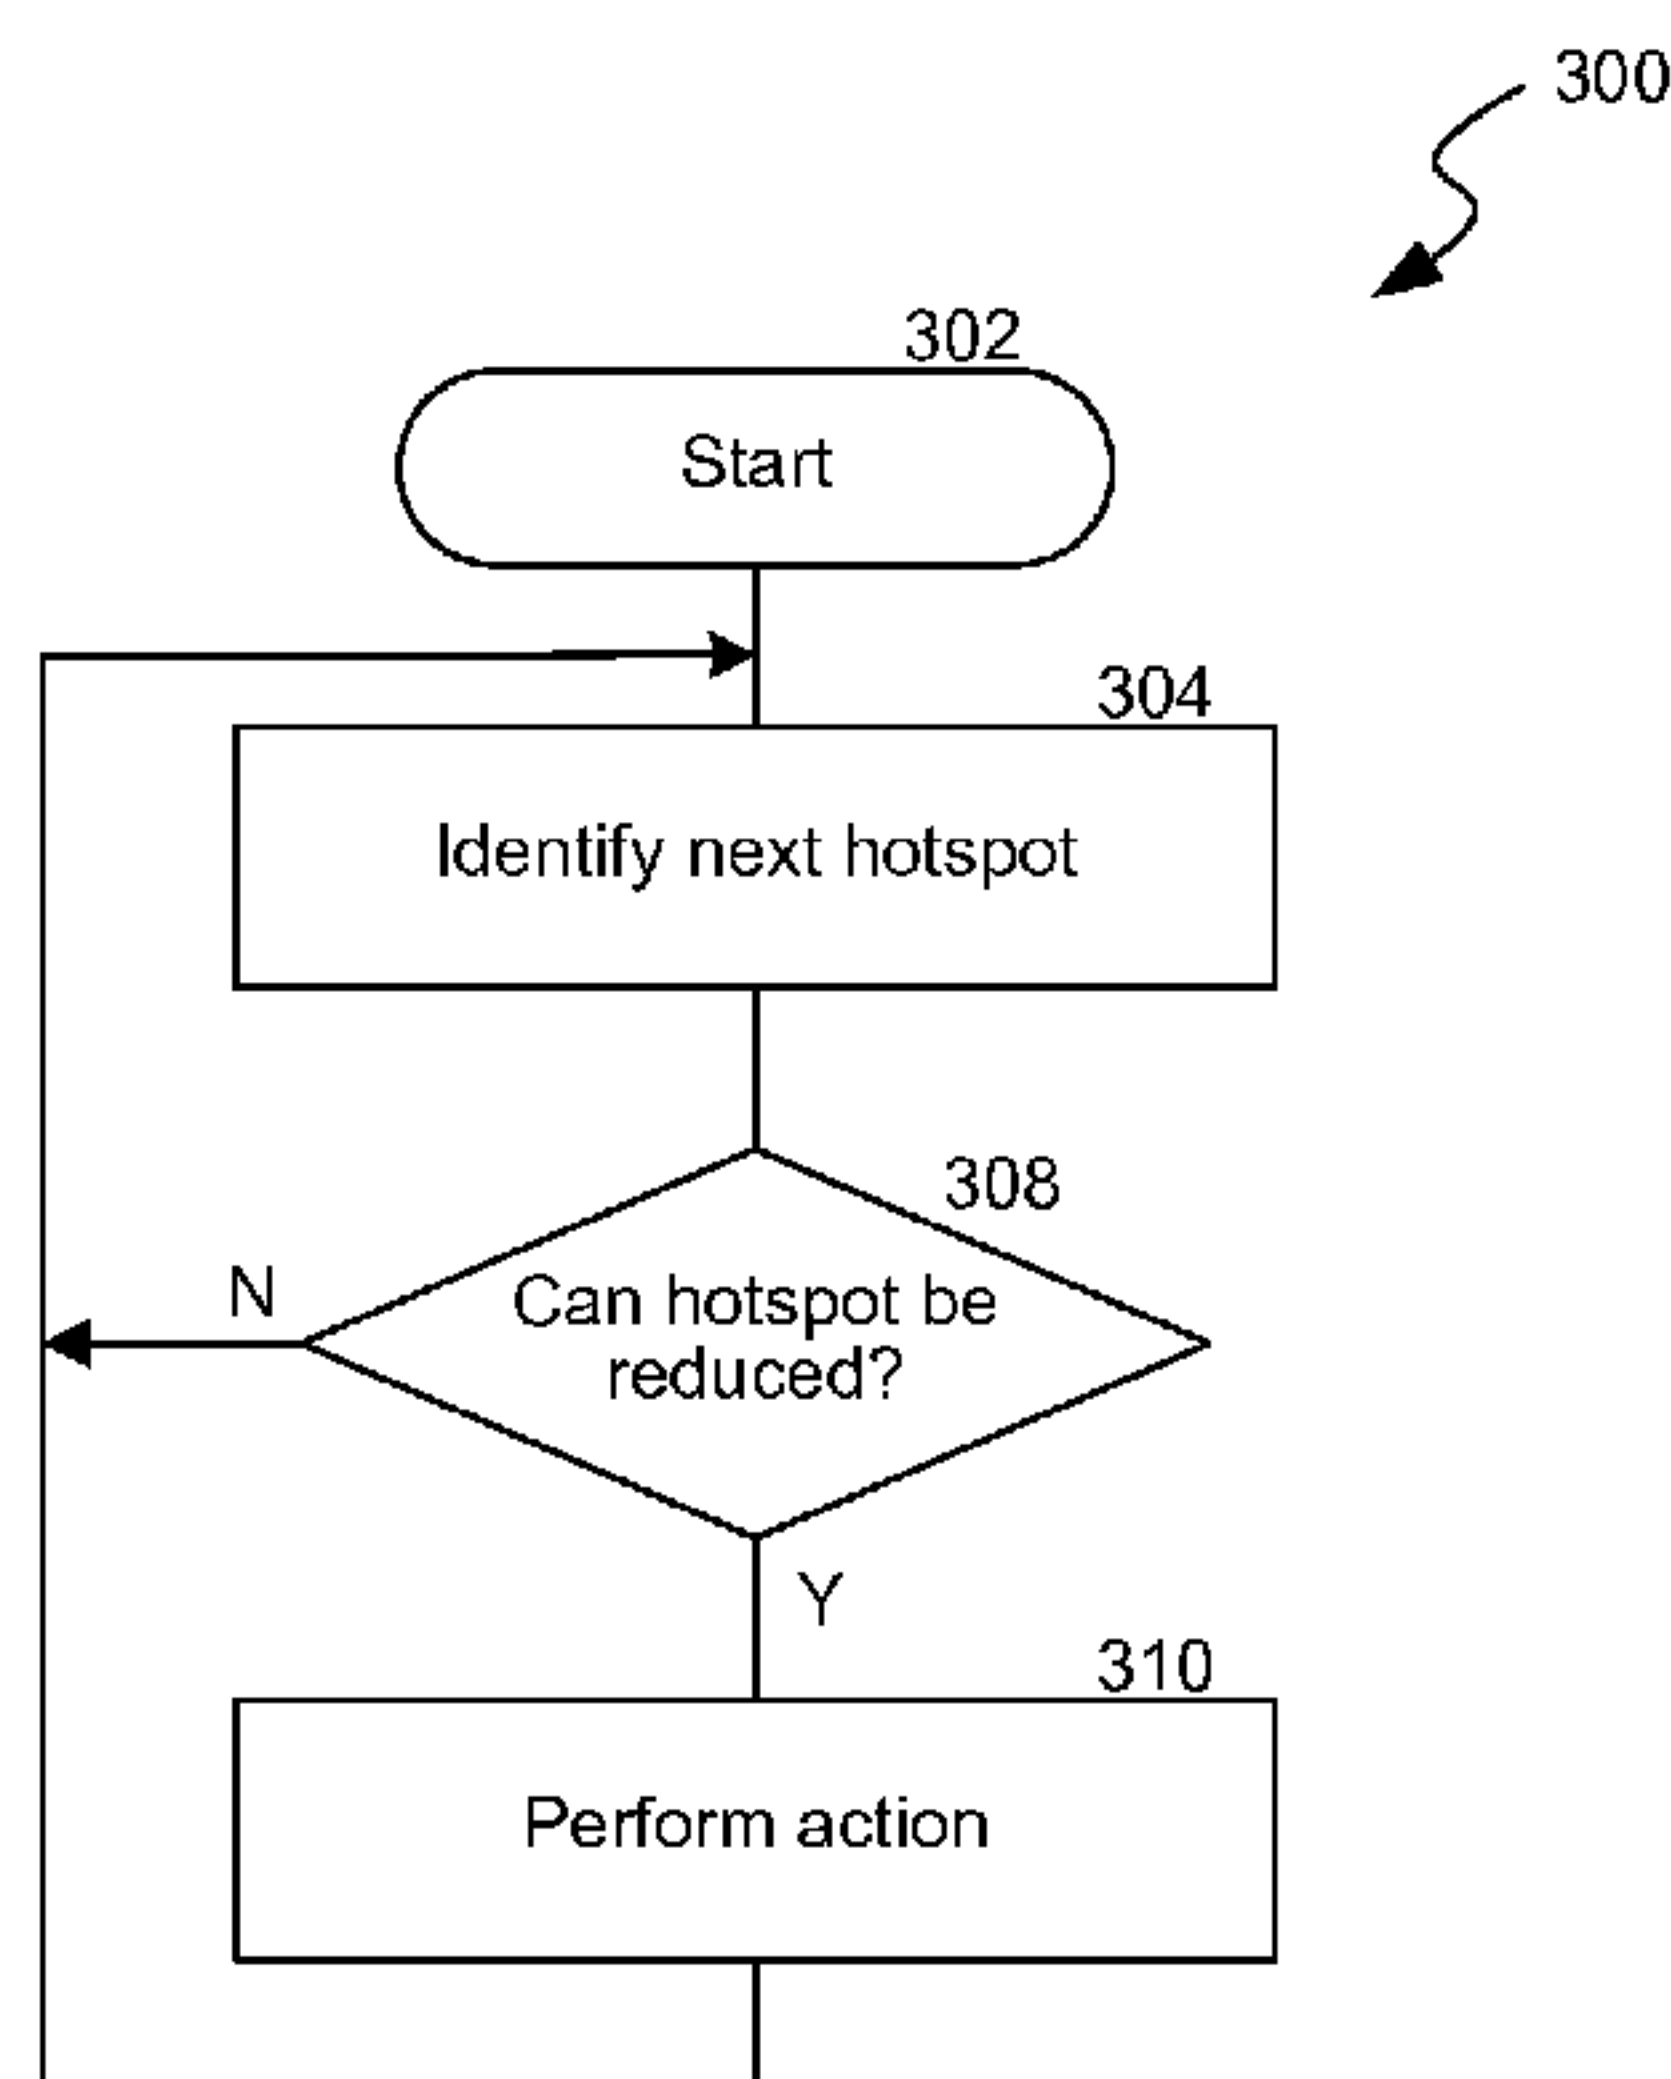 300
302
Start
304
Identify next hotspot
308
Can hotspot be
reduced?
N
Y
310
Perform action